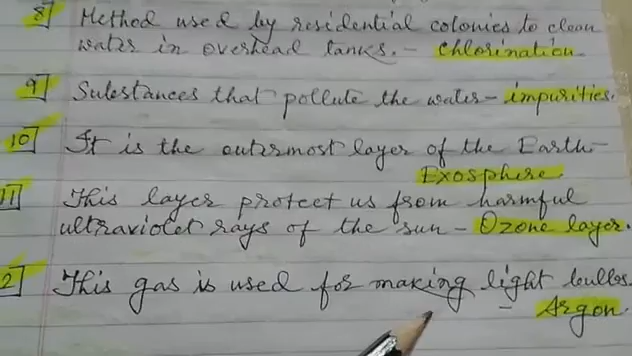 8] Method used by residential colonies to clean
water in overhead tanks. - Chlorination.
9] Substances that pollute the water - impurities.
10] It is the outermost layer of the Earth -
Exosphere.
11] This layer protect us from harmful
ultraviolet rays of the sun - Ozone layer.
2] This gas is used for making light bulbs.
- Argon.